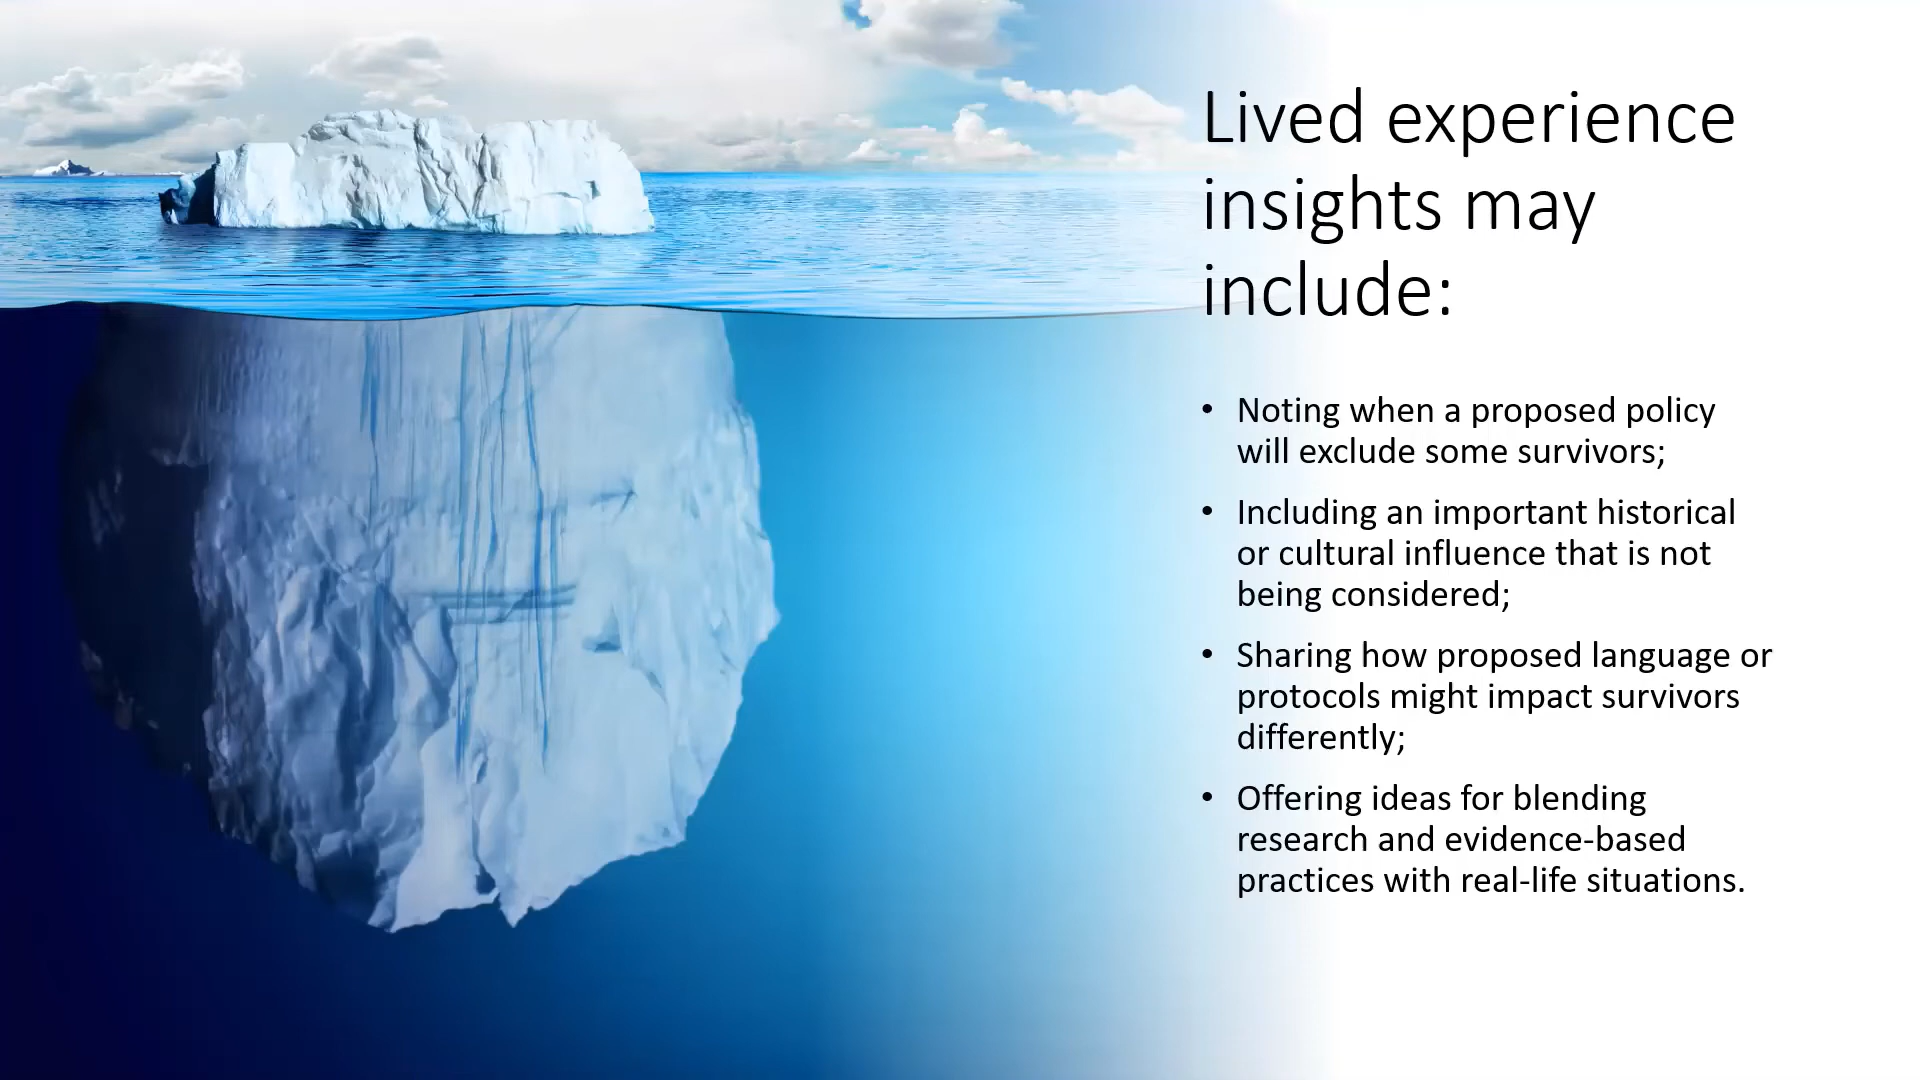 Lived experience
insights may
include:
• Noting when a proposed policy
will exclude some survivors;
• Including an important historical
or cultural influence that is not
being considered;
• Sharing how proposed language or
protocols might impact survivors
differently;
• Offering ideas for blending
research and evidence-based
practices with real-life situations.